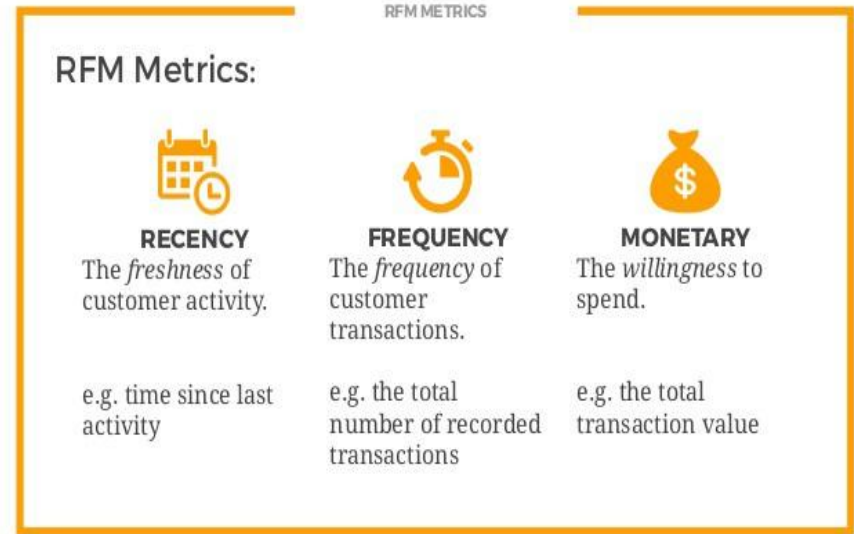 RFM METRICS
RFM Metrics:
RECENCY
The freshness of
customer activity.
e.g. time since last
activity
FREQUENCY
The frequency of
customer
transactions.
e.g. the total
number of recorded
transactions
$
MONETARY
The willingness to
spend.
e.g. the total
transaction value